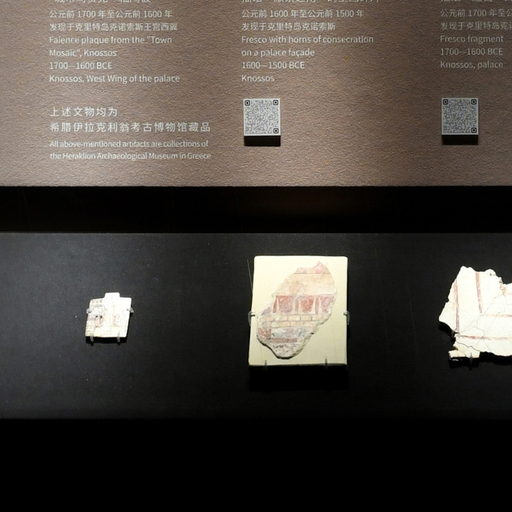 公元前 1700 年至公元前 1600 年
发现于克里特岛克诺索斯王宫西翼
Faience plaque from the "Town
Mosaic", Knossos
1700—1600 BCE
Knossos, West Wing of the palace
上述文物均为
希腊伊拉克利翁考古博物馆藏品
All above-mentioned artifacts are collections of
the Heraklion Archaeological Museum in Greece
公元前 1600 年至公元前 1500 年
发现于克里特岛克诺索斯
Fresco with horns of consecration
on a palace façade
1600—1500 BCE
Knossos
公元前 1700 年至公
发现于克里特岛克诺
Fresco fragment
1700—1600 BCE
Knossos, palace